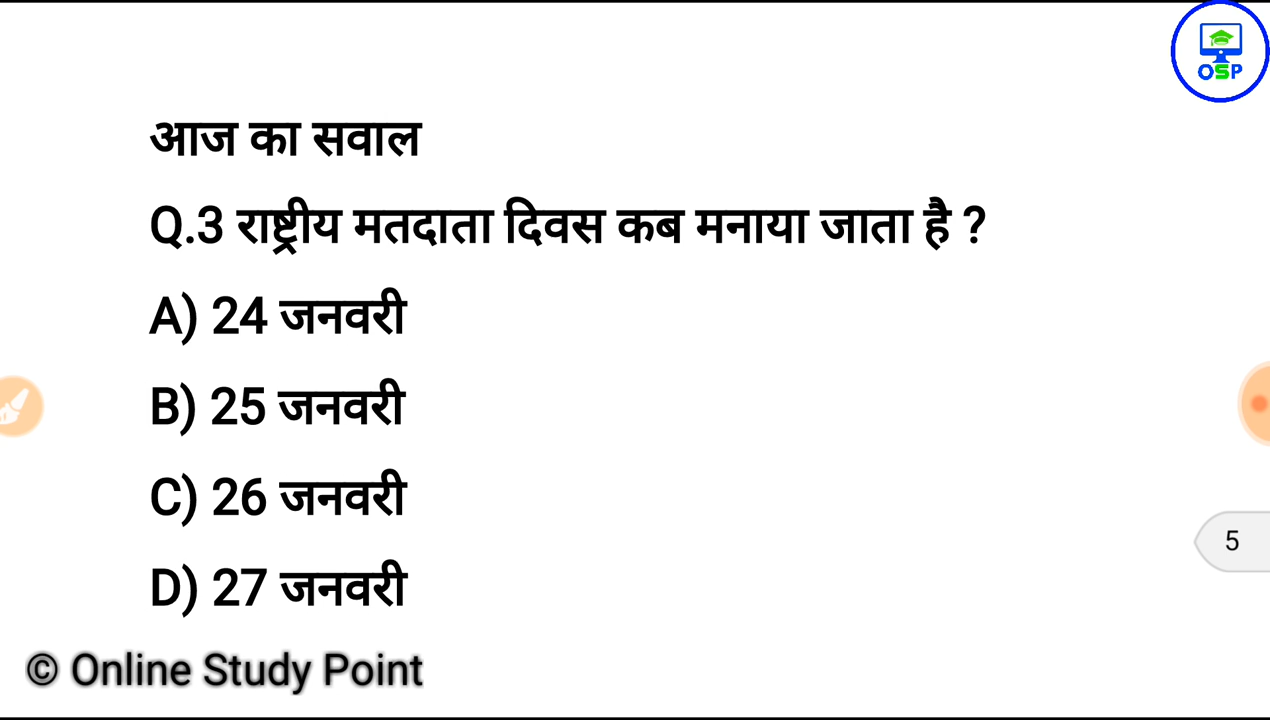 OSP
आज का सवाल
Q.3 राष्ट्रीय मतदाता दिवस कब मनाया जाता है ?
A) 24 जनवरी
B) 25 जनवरी
C) 26 जनवरी
5
D) 27 जनवरी
© Online Study Point